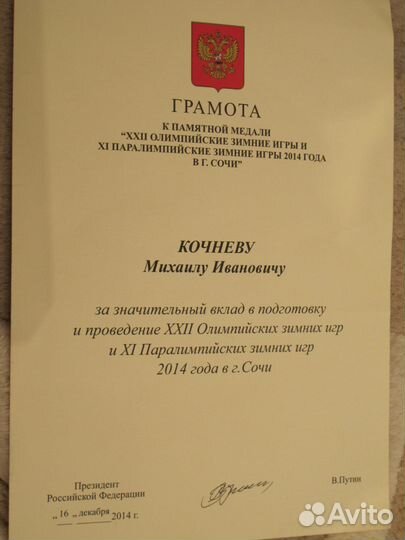 ГРАМОТА
К ПАМЯТНОЙ МЕДАЛИ
“XXII ОЛИМПИЙСКИЕ ЗИМНИЕ ИГРЫ И
XI ПАРАЛИМПИЙСКИЕ ЗИМНИЕ ИГРЫ 2014 ГОДА
В Г. СОЧИ”
КОЧНЕВУ
Михаилу Ивановичу
за значительный вклад в подготовку
и проведение XXII Олимпийских зимних игр
и XI Паралимпийских зимних игр
2014 года в г.Сочи
Президент
Российской Федерации
В.Путин
„ 16 „ декабря 2014 г.
Avito